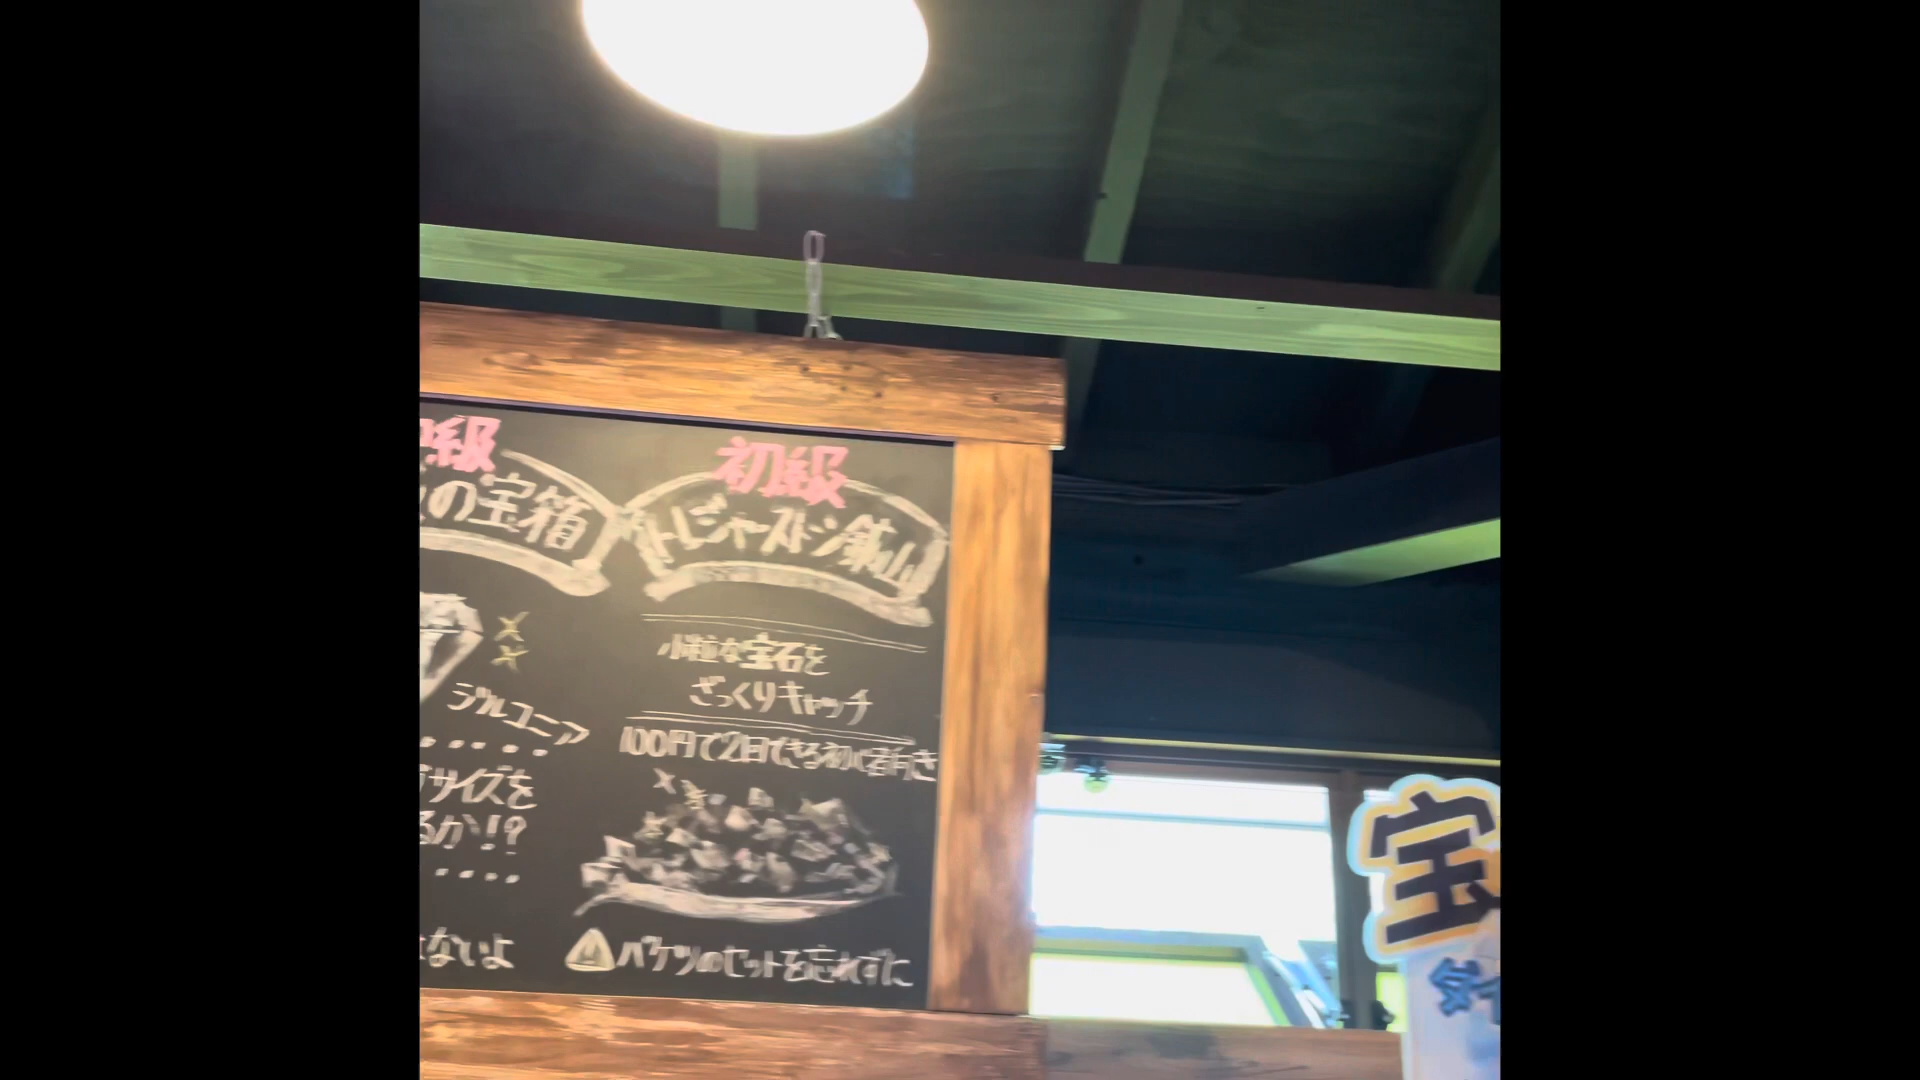 級
の宝箱
ジルコニア
サイズを
るか!?
ないよ
初級
トレジャーストーン鉱山
小粒な宝石を
ざっくりキャッチ
100円で2回できる初心者向き
バケツのセットを忘れずに
宝